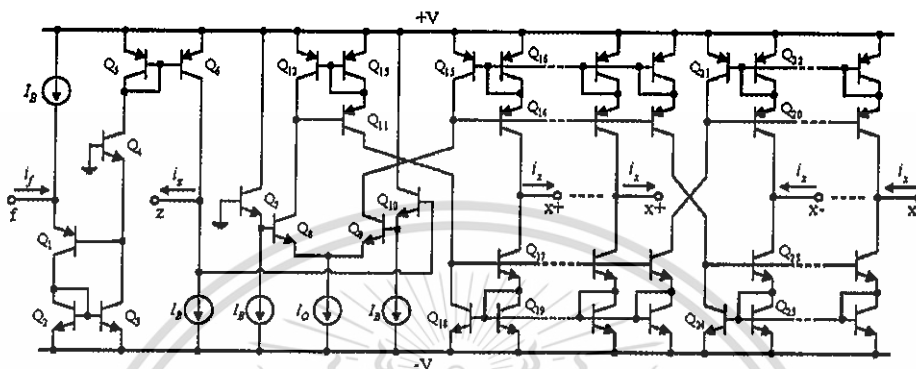 +V
Q5
Q6
Q12
Q13
Q15
Q16
Q21
Q22
IB
Q4
Q11
Q14
Q20
if
iz
ix
ix
ix
ix
f
z
x+
x+
x-
x
Q1
Q7
Q8
Q9
Q10
Q17
Q23
Q2
Q3
IB
IB
IO
IB
Q18
Q19
Q24
Q25
-V